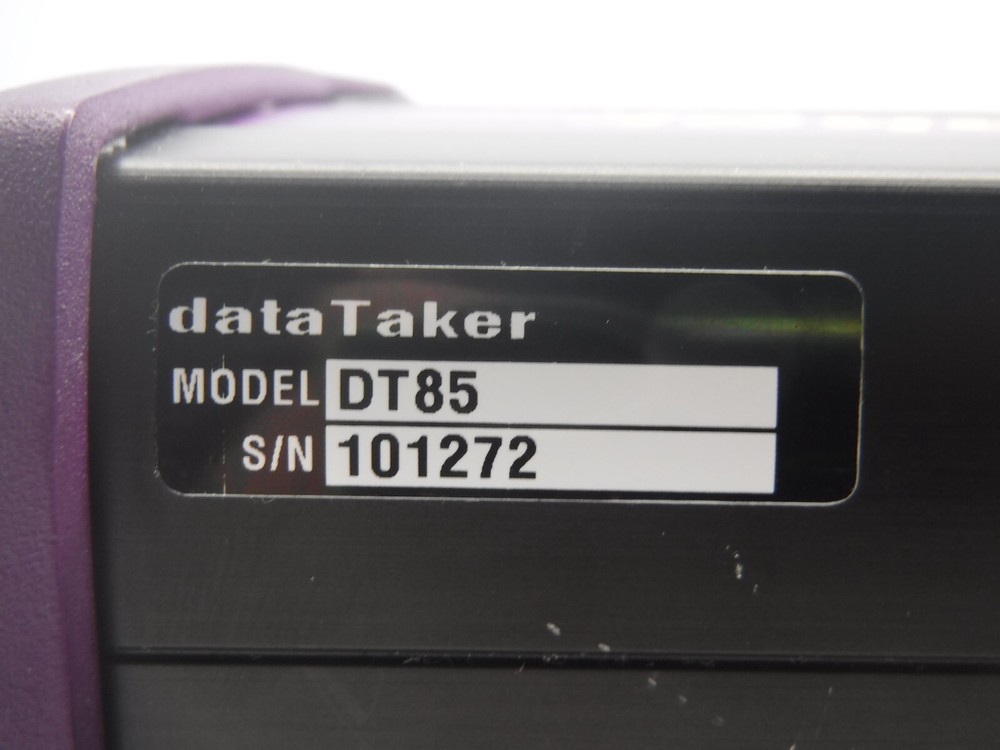 dataTaker
MODEL DT85
S/N 101272